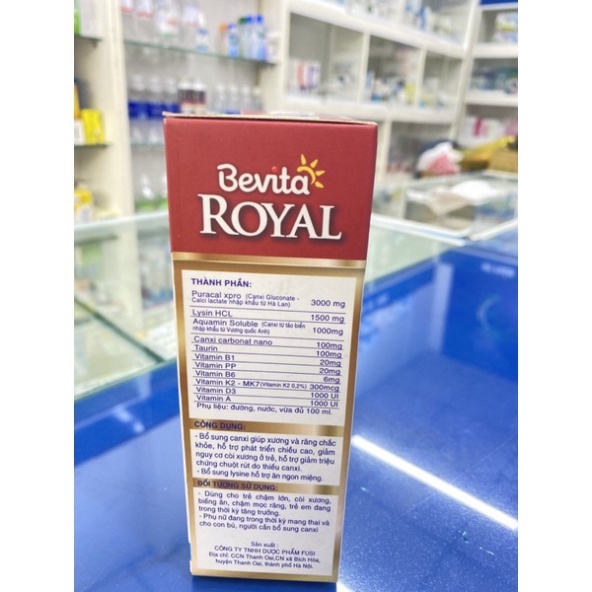 Bevita
ROYAL
THÀNH PHẦN:
Puracal xpro (Canxi Gluconate - 3000 mg
Calci lactate nhập khẩu từ Hà Lan)
Lysin HCL 1500 mg
Aquamin Soluble (Canxi từ tảo biển 1000mg
nhập khẩu từ Vương quốc Anh)
Canxi carbonat nano 100mg
Taurin 100mg
Vitamin B1 20mg
Vitamin PP 20mg
Vitamin B6 6mg
Vitamin K2 - MK7 (Vitamin K2 0,2%) 300mcg
Vitamin D3 1000 UI
Vitamin A 1000 UI
Phụ liệu: đường, nước, vừa đủ 100 ml.
CÔNG DỤNG:
- Bổ sung canxi giúp xương và răng chắc
khỏe, hỗ trợ phát triển chiều cao, giảm
nguy cơ còi xương ở trẻ, hỗ trợ giảm triệu
chứng chuột rút do thiếu canxi.
- Bổ sung lysine hỗ trợ ăn ngon miệng.
ĐỐI TƯỢNG SỬ DỤNG:
- Dùng cho trẻ chậm lớn, còi xương,
biếng ăn, chậm mọc răng, trẻ em đang
trong thời kỳ tăng trưởng.
- Phụ nữ đang trong thời kỳ mang thai và
cho con bú, người cần bổ sung canxi
Sản xuất:
CÔNG TY TNHH DƯỢC PHẨM FUSI
Địa chỉ: CCN Thanh Oai, CN xã Bích Hòa,
huyện Thanh Oai, thành phố Hà Nội.